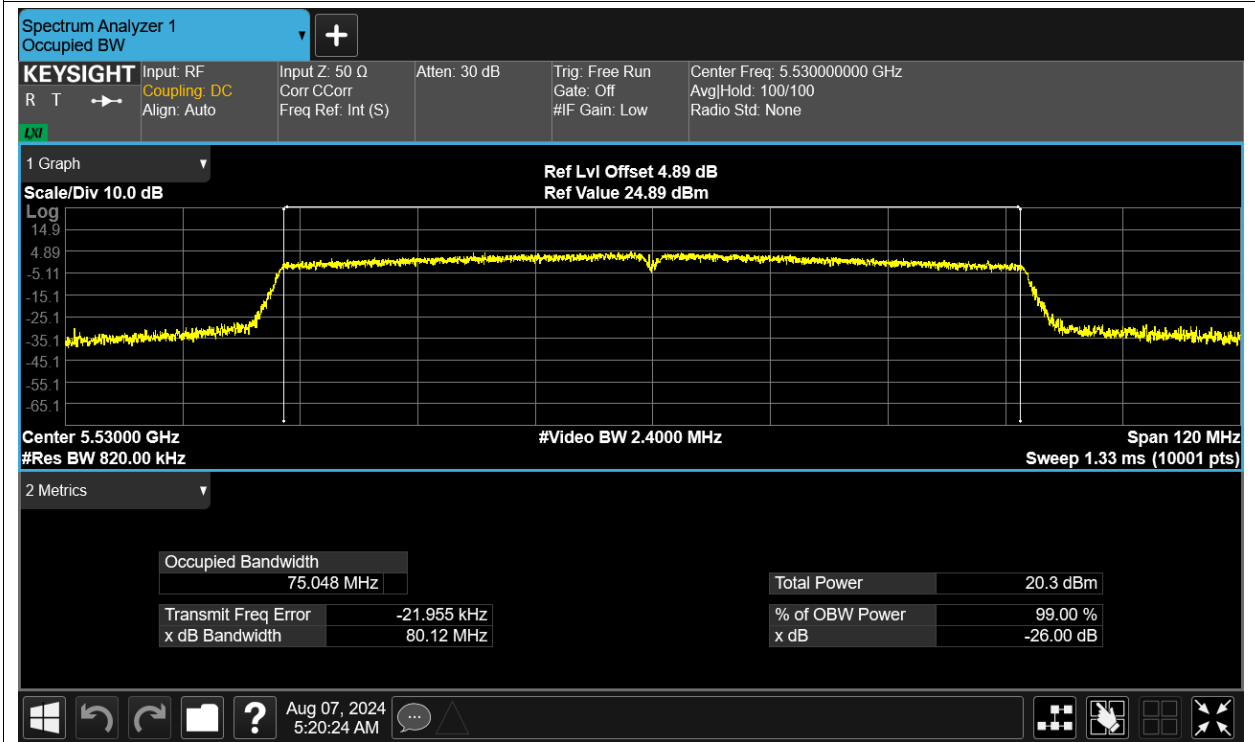 Spectrum Analyzer 1
Occupied BW
KEYSIGHT
R T
LXI
Input: RF
Coupling: DC
Align: Auto
Input Z: 50 Ω
Corr CCorr
Freq Ref: Int (S)
Atten: 30 dB
Trig: Free Run
Gate: Off
#IF Gain: Low
Center Freq: 5.530000000 GHz
Avg|Hold: 100/100
Radio Std: None
1 Graph
Scale/Div 10.0 dB
Ref Lvl Offset 4.89 dB
Ref Value 24.89 dBm
Log
14.9
4.89
-5.11
-15.1
-25.1
-35.1
-45.1
-55.1
-65.1
Center 5.53000 GHz
#Res BW 820.00 kHz
#Video BW 2.4000 MHz
Span 120 MHz
Sweep 1.33 ms (10001 pts)
2 Metrics
Occupied Bandwidth
75.048 MHz
Transmit Freq Error -21.955 kHz
x dB Bandwidth 80.12 MHz
Total Power 20.3 dBm
% of OBW Power 99.00 %
x dB -26.00 dB
?
Aug 07, 2024
5:20:24 AM